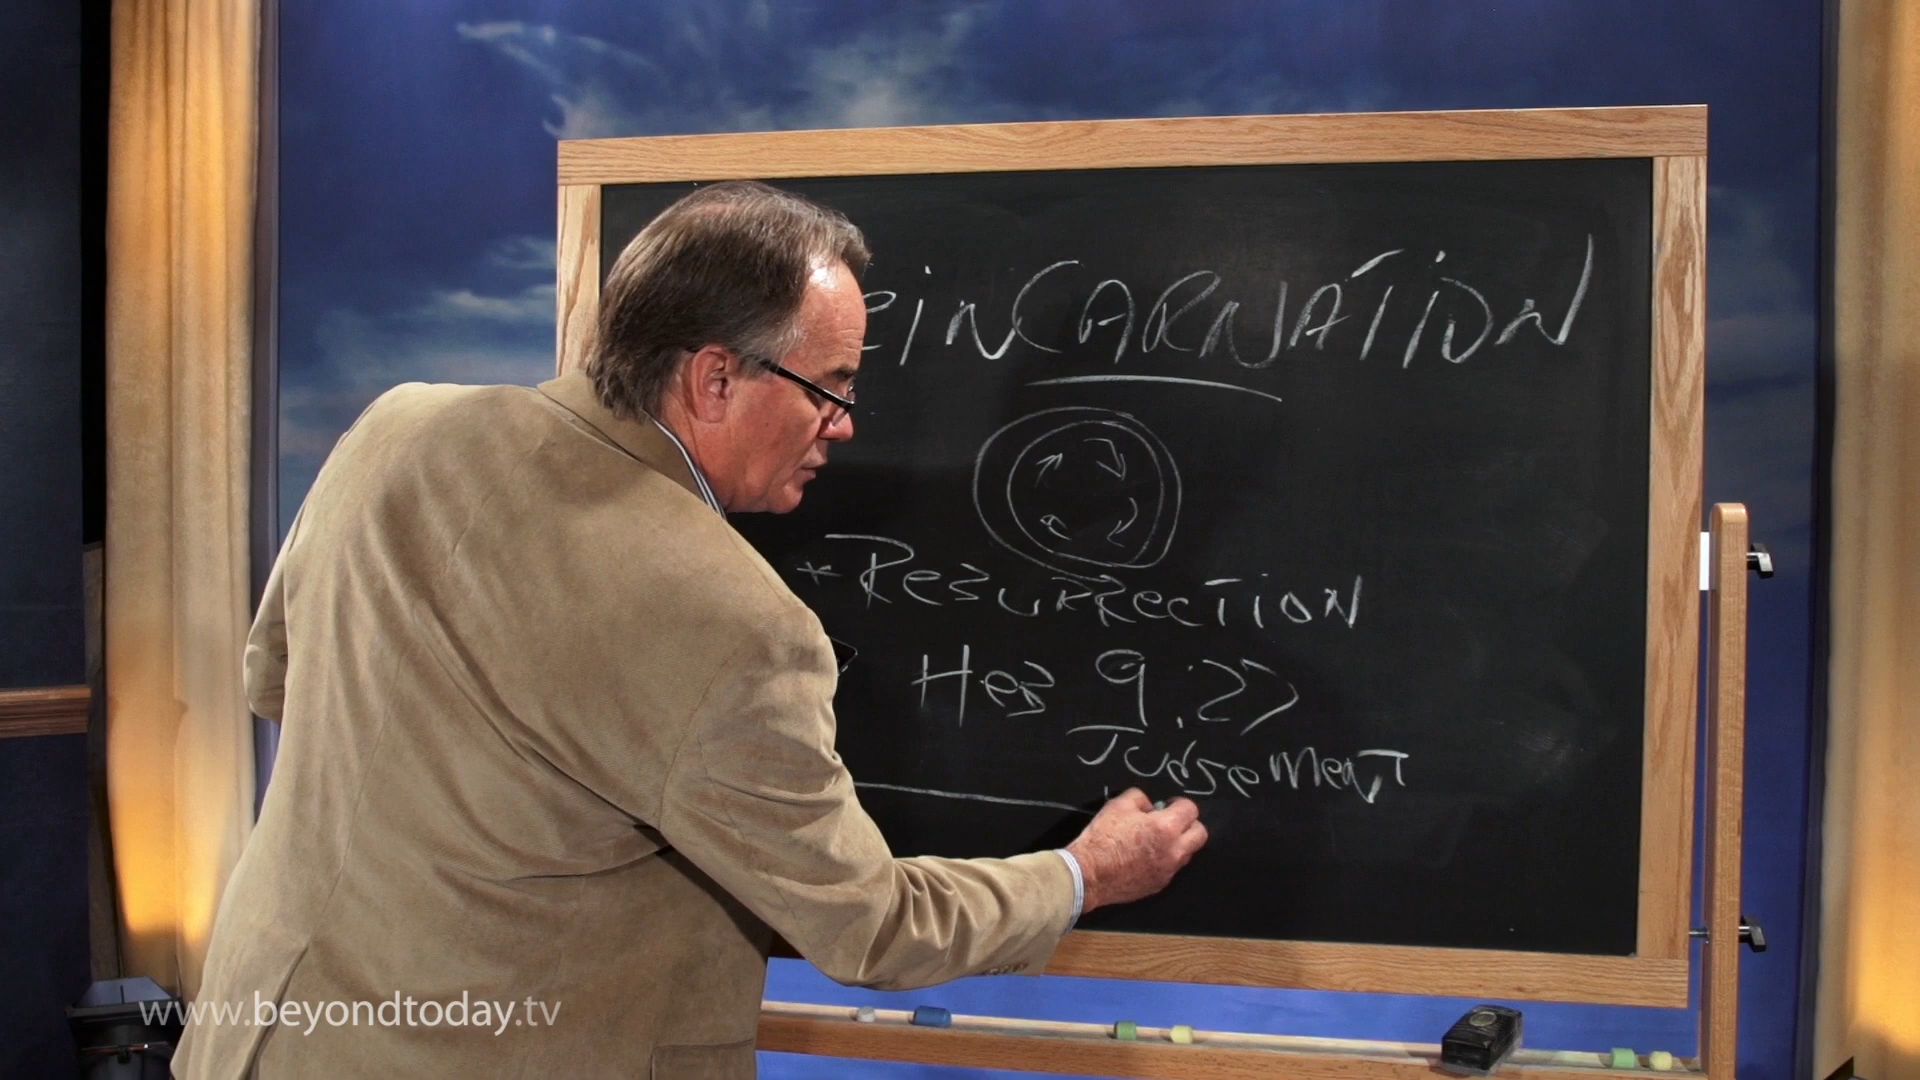 einCARNATION
* RESURRECTION
HEB 9:27
JUDGEMENT
www.beyondtoday.tv